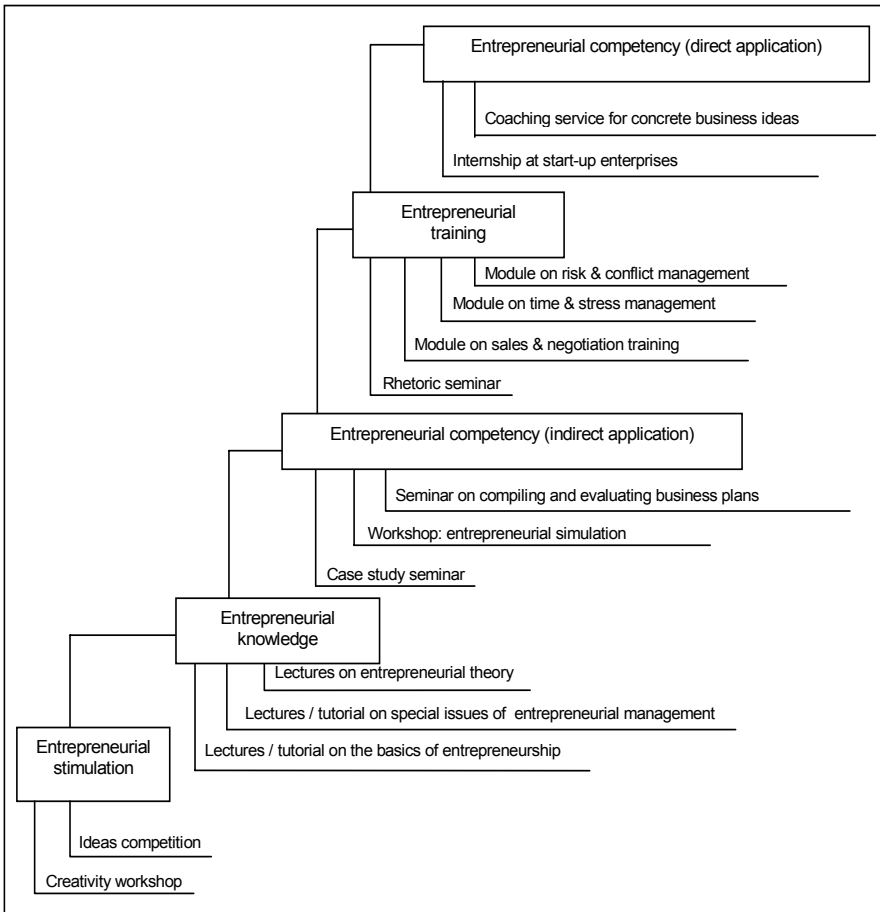 Entrepreneurial competency (direct application)
Coaching service for concrete business ideas
Internship at start-up enterprises
Entrepreneurial
training
Module on risk & conflict management
Module on time & stress management
Module on sales & negotiation training
Rhetoric seminar
Entrepreneurial competency (indirect application)
Seminar on compiling and evaluating business plans
Workshop: entrepreneurial simulation
Case study seminar
Entrepreneurial
knowledge
Lectures on entrepreneurial theory
Lectures / tutorial on special issues of entrepreneurial management
Lectures / tutorial on the basics of entrepreneurship
Entrepreneurial
stimulation
Ideas competition
Creativity workshop